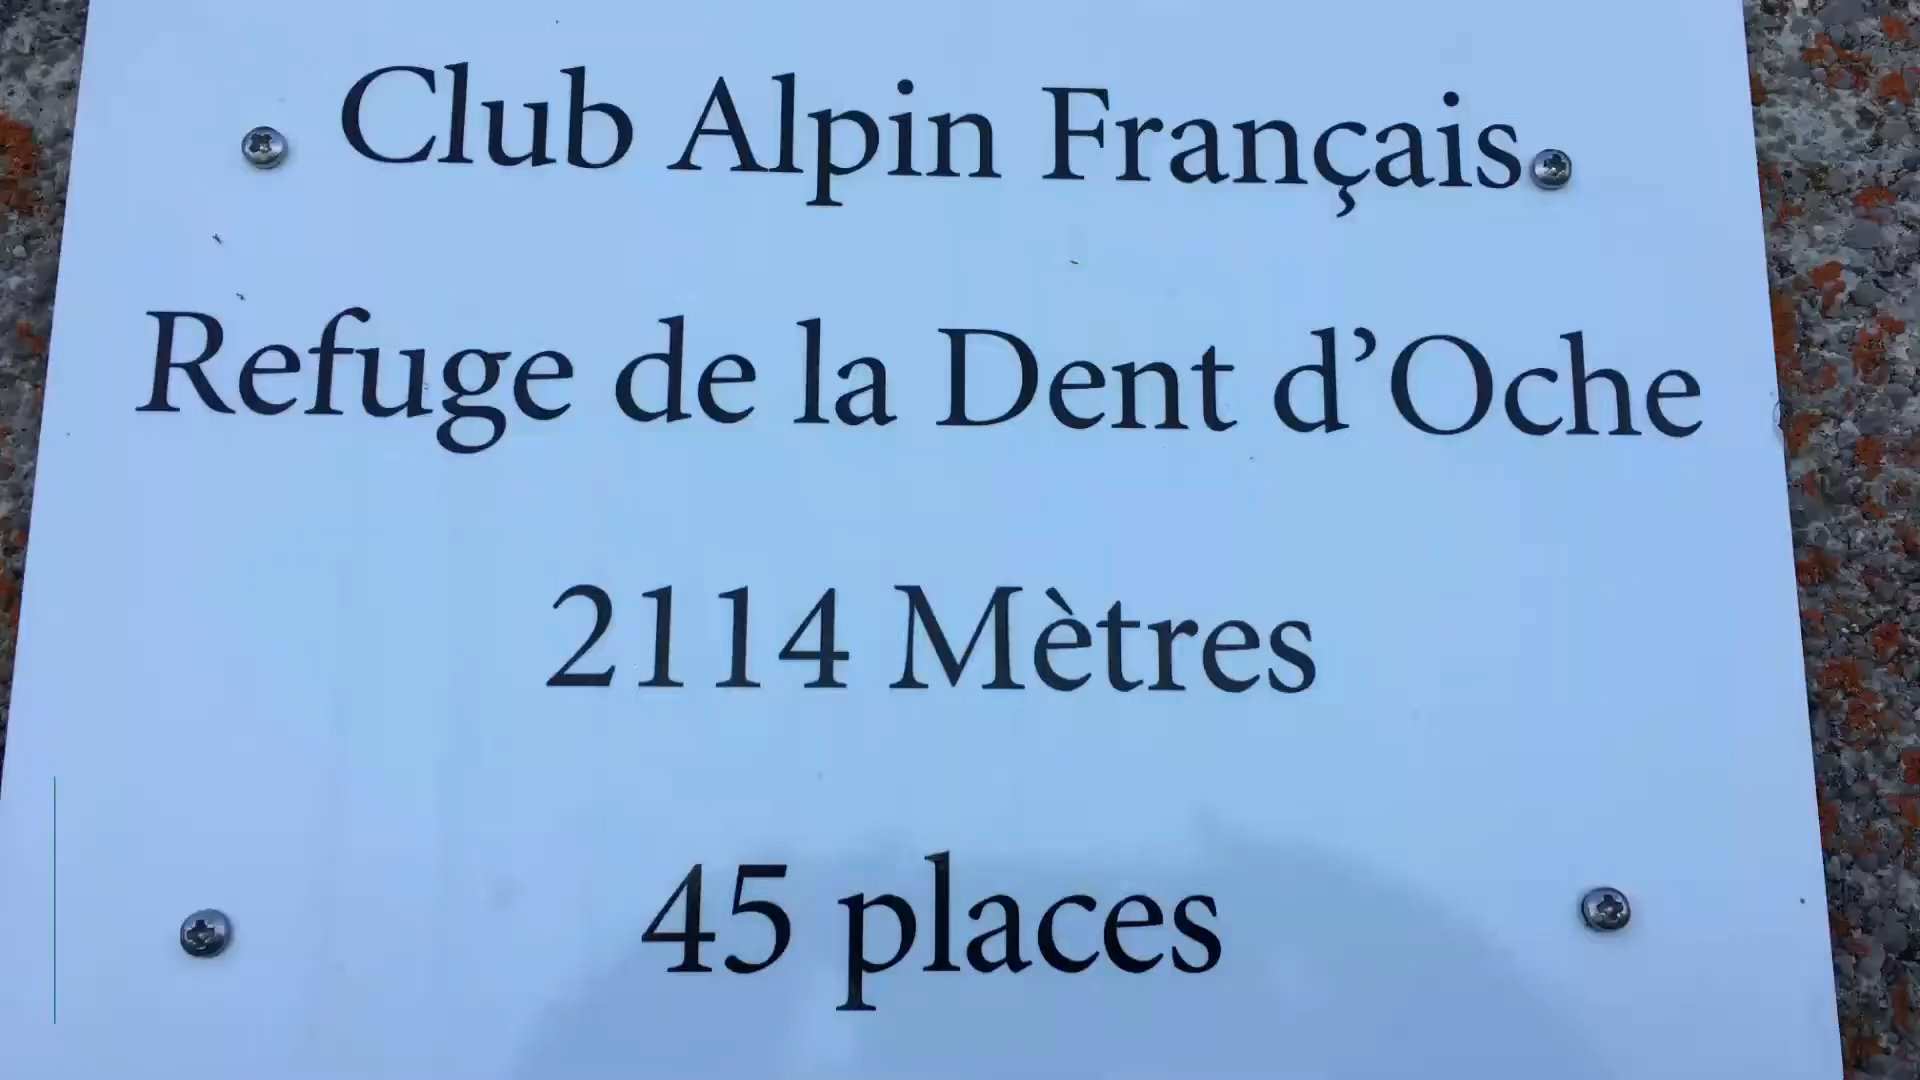 Club Alpin Français
Refuge de la Dent d’Oche
2114 Mètres
45 places